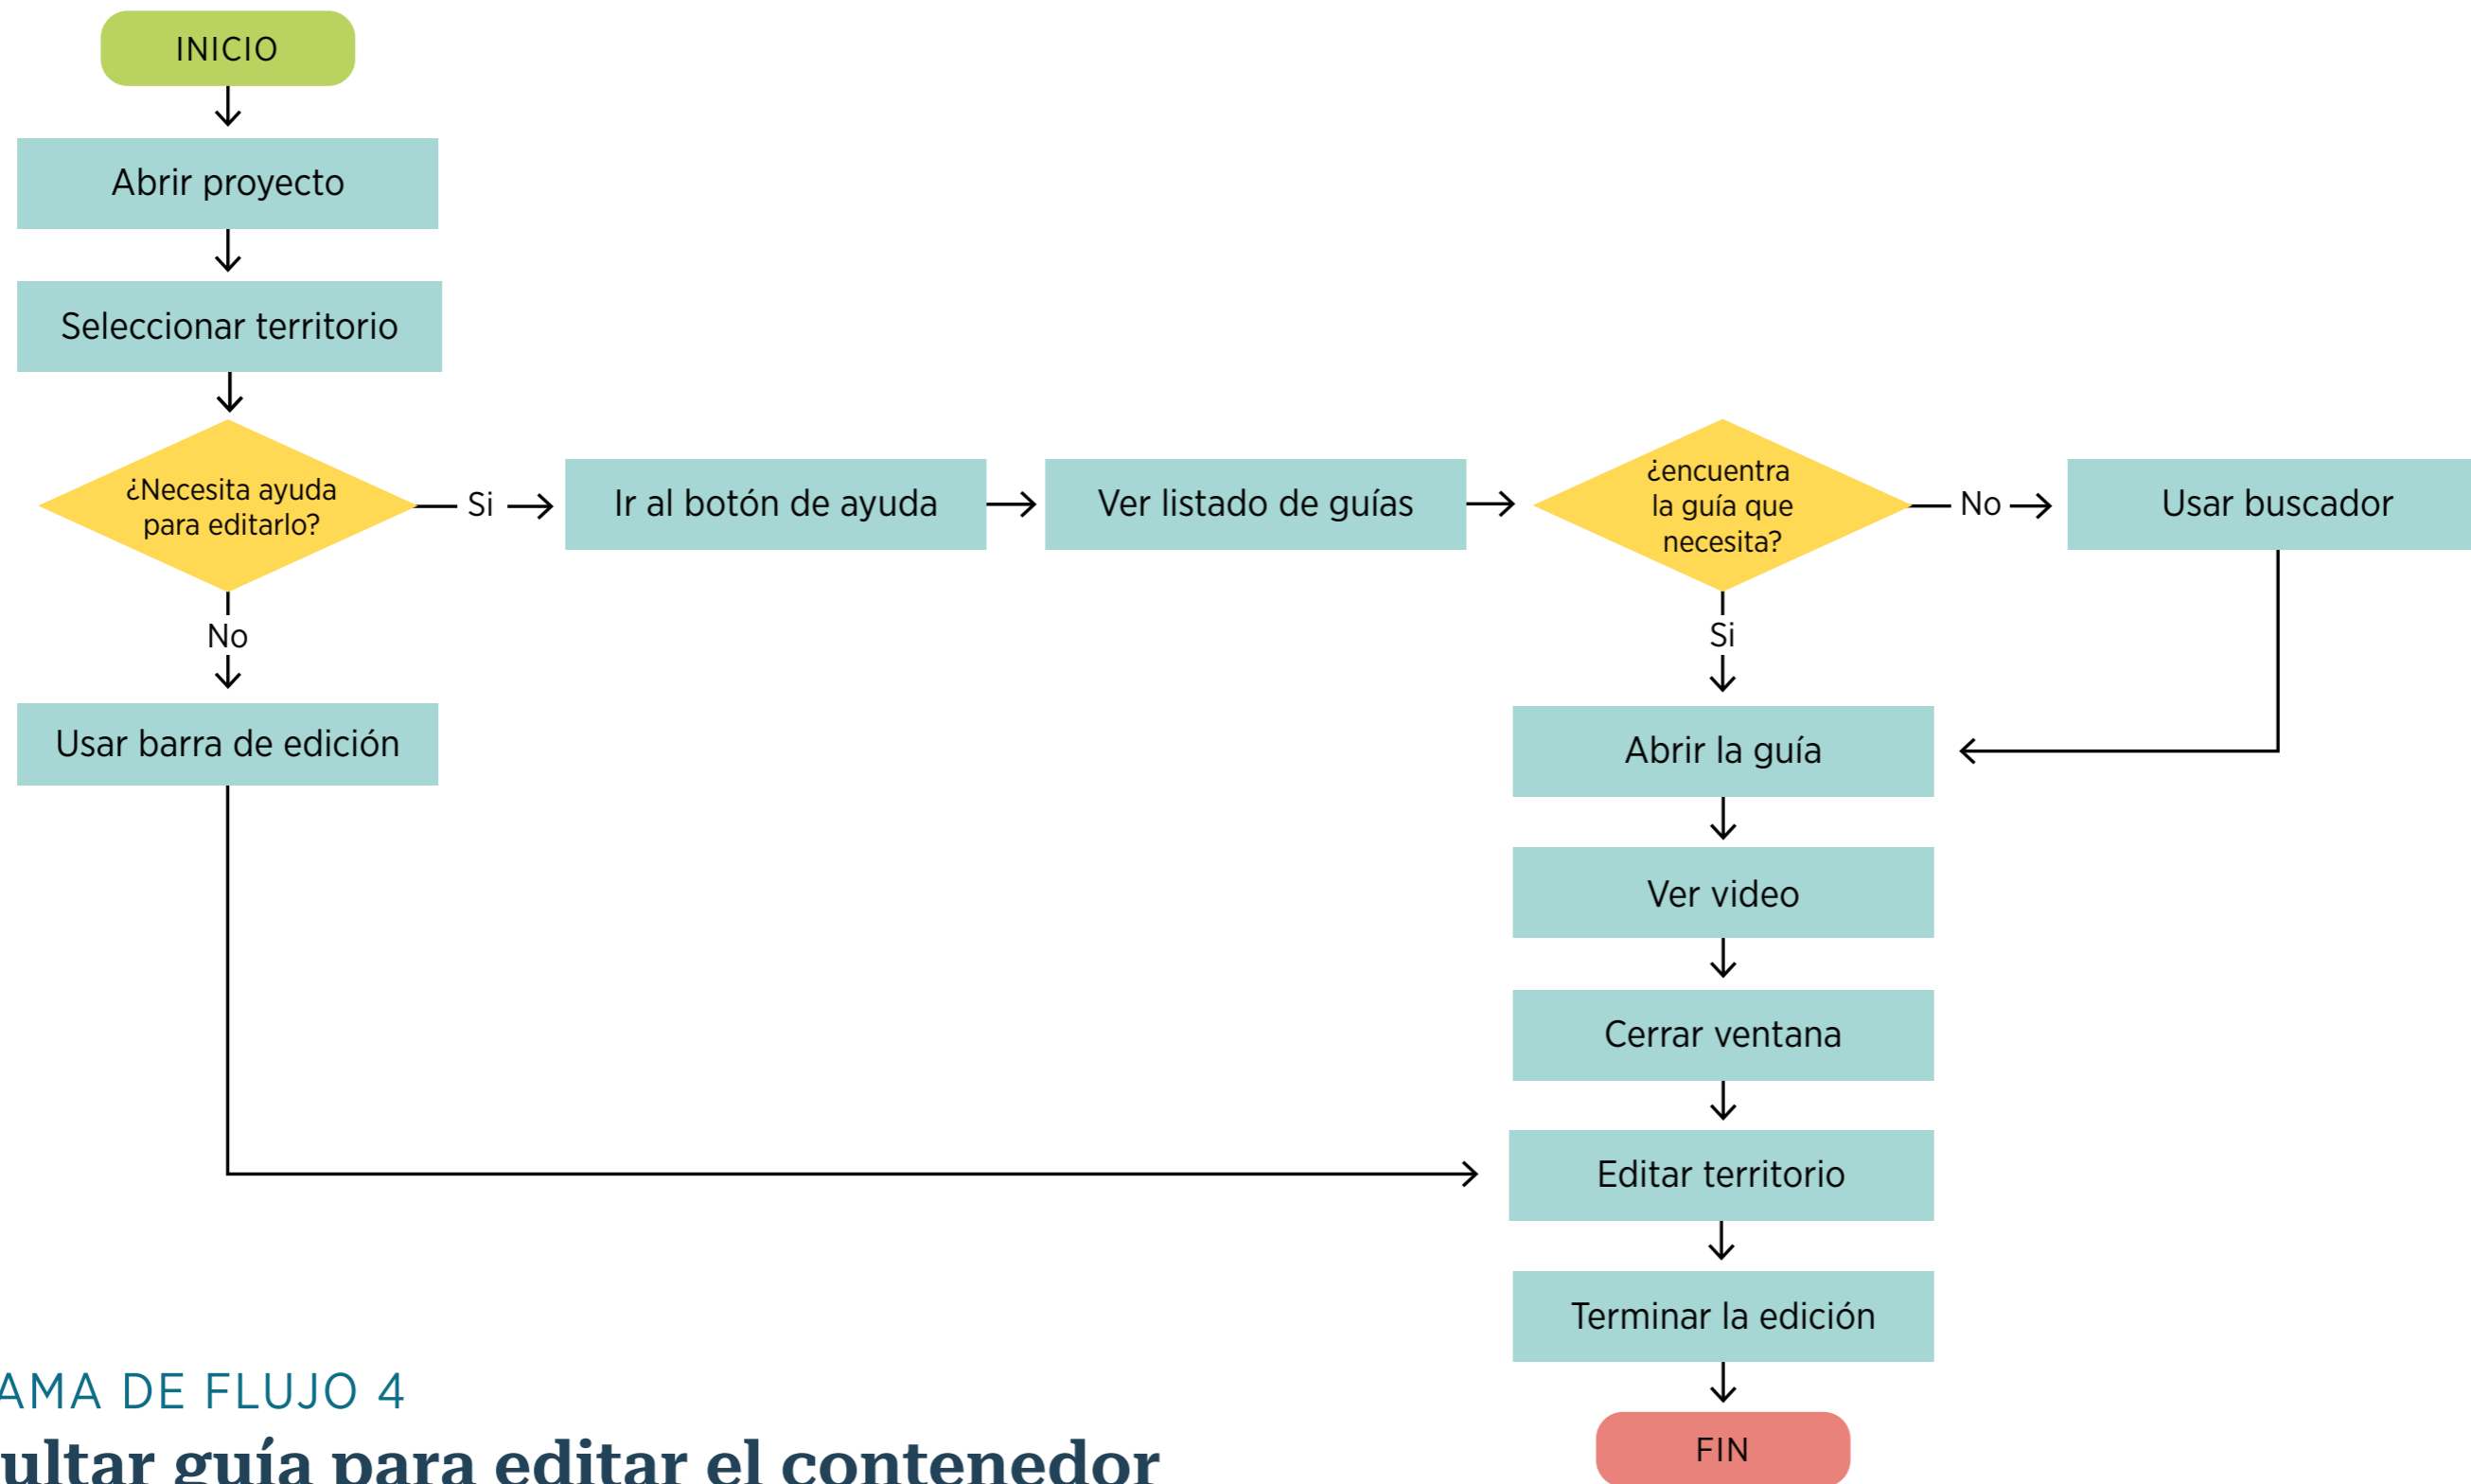 INICIO
Abrir proyecto
Seleccionar territorio
¿Necesita ayuda
para editarlo?
Si
Ir al botón de ayuda
Ver listado de guías
¿encuentra
la guía que
necesita?
No
Usar buscador
No
Si
Usar barra de edición
Abrir la guía
Ver video
Cerrar ventana
Editar territorio
Terminar la edición
FIN
AMA DE FLUJO 4
ultar guía para editar el contenedor